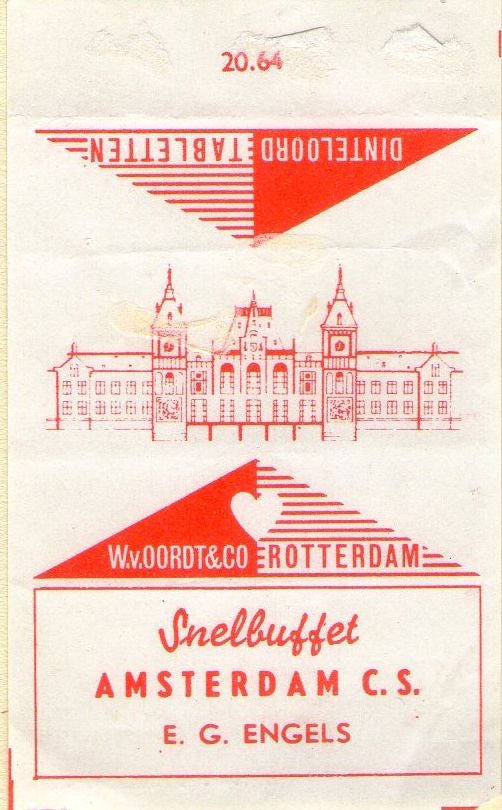 20.64
DINTELOORD TABLETTEN
W.v.OORDT&CO ROTTERDAM
Snelbuffet
AMSTERDAM C.S.
E. G. ENGELS